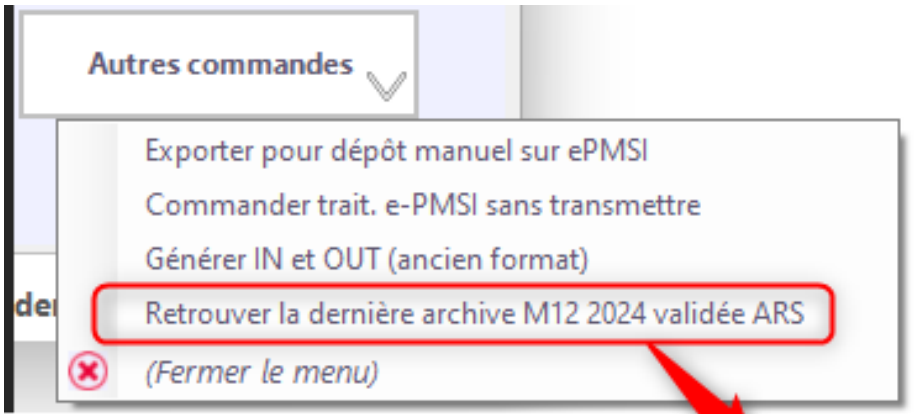 Autres commandes
Exporter pour dépôt manuel sur ePMSI
Commander trait. e-PMSI sans transmettre
Générer IN et OUT (ancien format)
der
Retrouver la dernière archive M12 2024 validée ARS
(Fermer le menu)